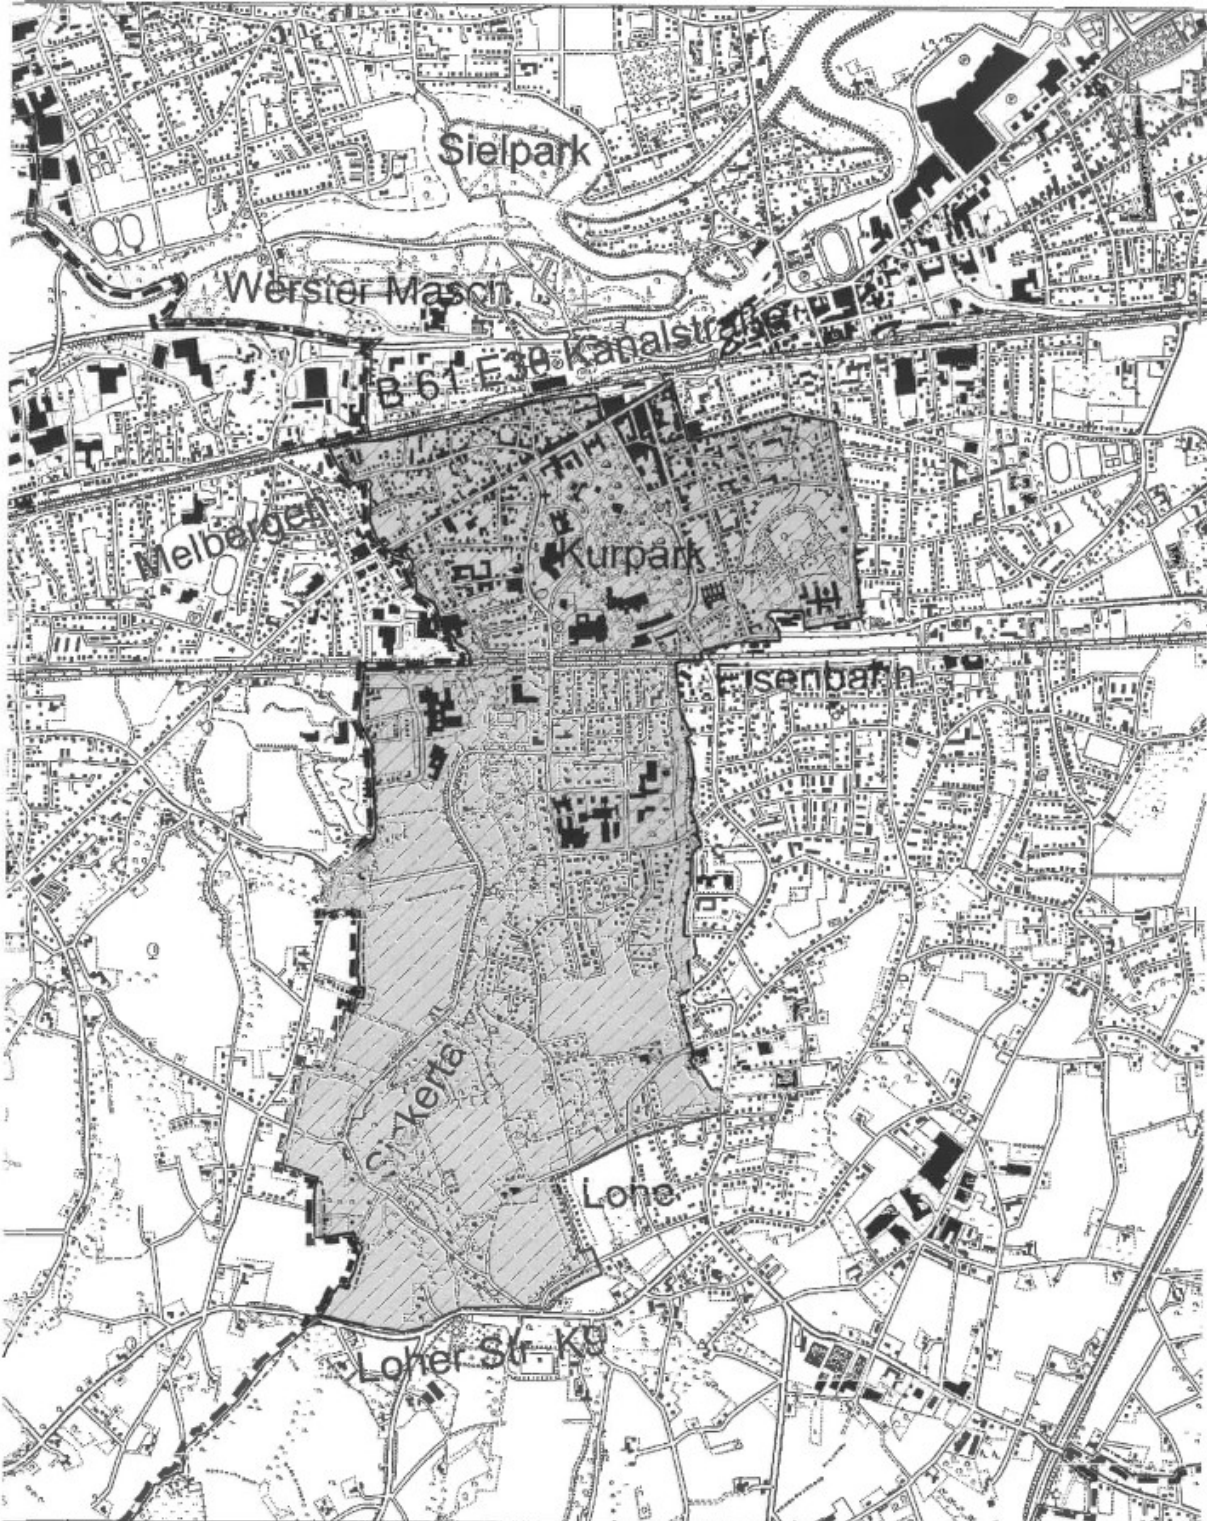 Sielpark
Werster Masch
B 61 E30 Kanalstraße
Melbergen
Kurpark
Eisenbahn
Lohe
Loher Str. K9